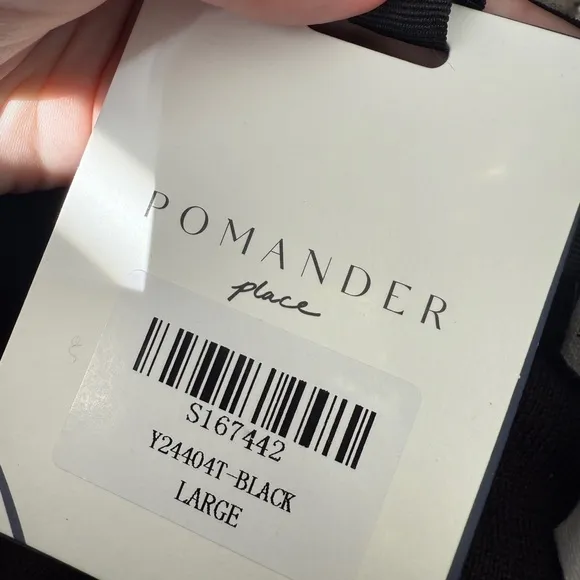 POMANDER
place
S167442
Y24404T-BLACK
LARGE